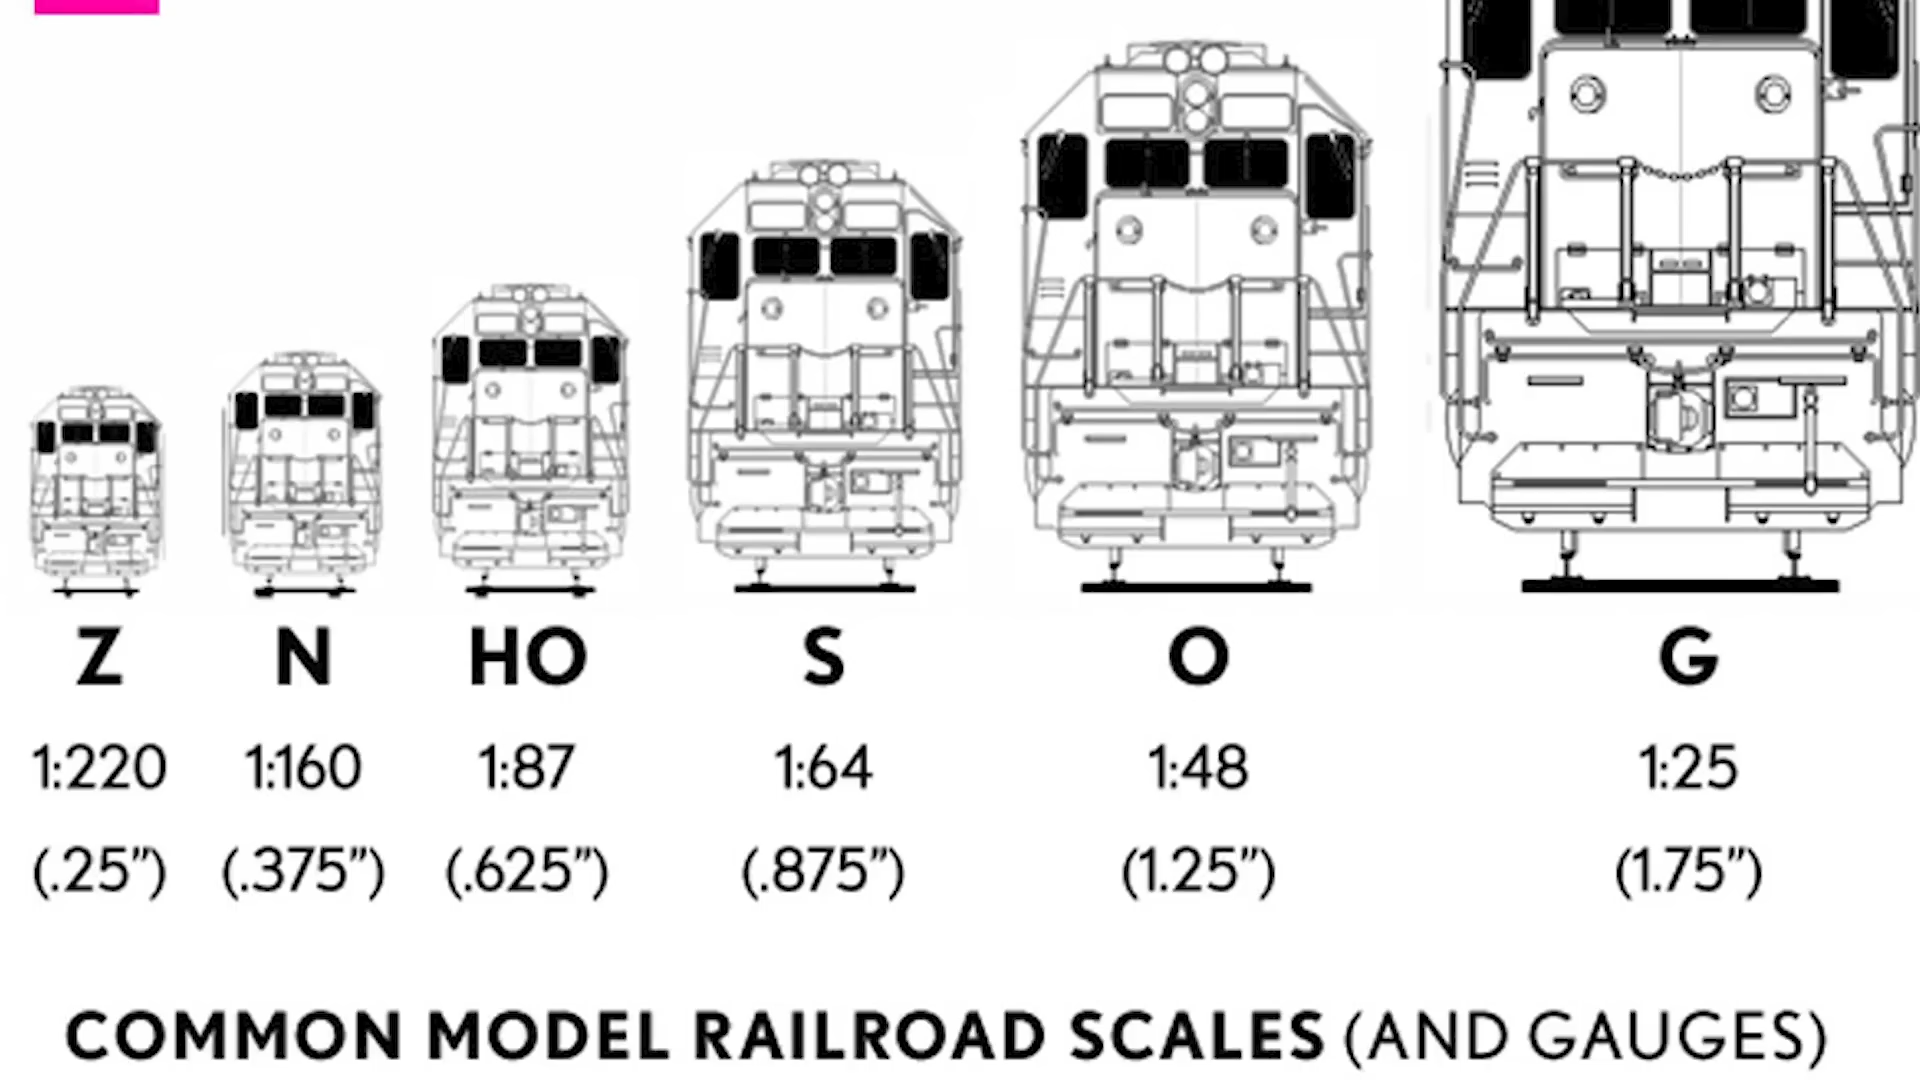 Z N HO S O G
1:220 1:160 1:87 1:64 1:48 1:25
(.25”) (.375”) (.625”) (.875”) (1.25”) (1.75”)
COMMON MODEL RAILROAD SCALES (AND GAUGES)